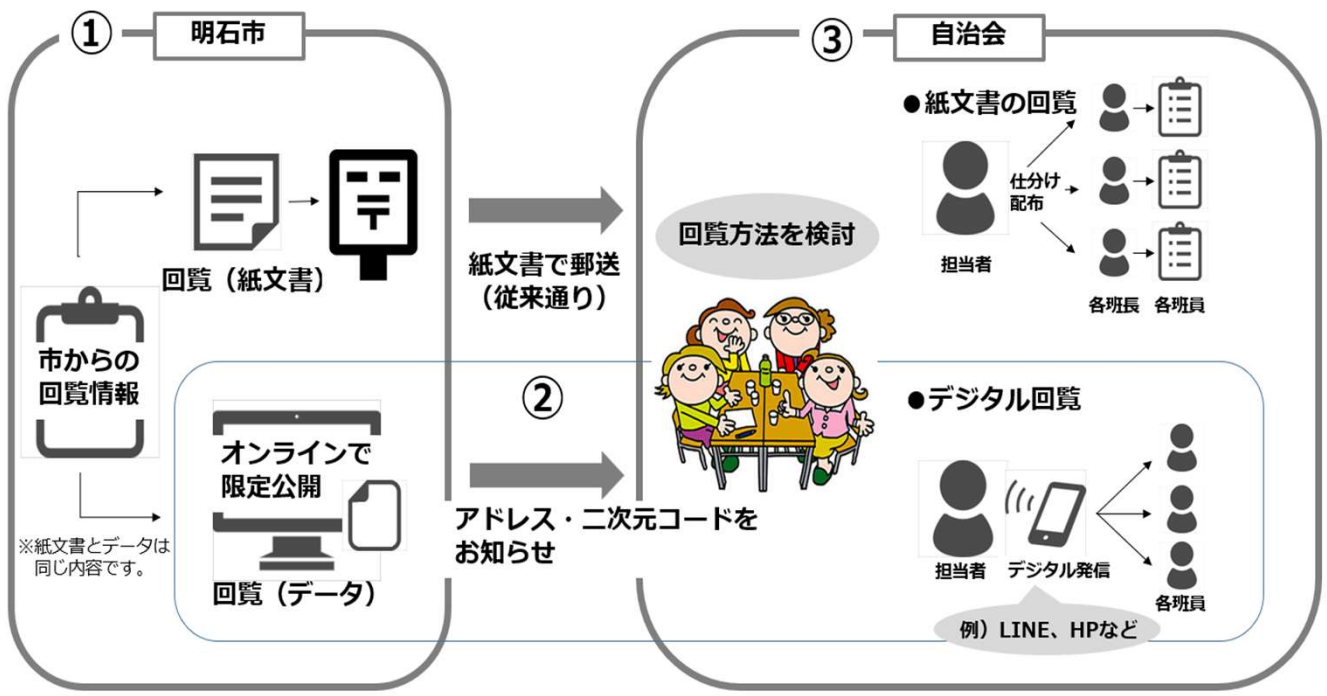 ①
明石市
回覧（紙文書）
市からの
回覧情報
※紙文書とデータは
同じ内容です。
オンラインで
限定公開
回覧（データ）
紙文書で郵送
（従来通り）
②
アドレス・二次元コードを
お知らせ
③
自治会
回覧方法を検討
●紙文書の回覧
担当者
仕分け
配布
各班長
各班員
●デジタル回覧
担当者
デジタル発信
各班員
例）LINE、HPなど